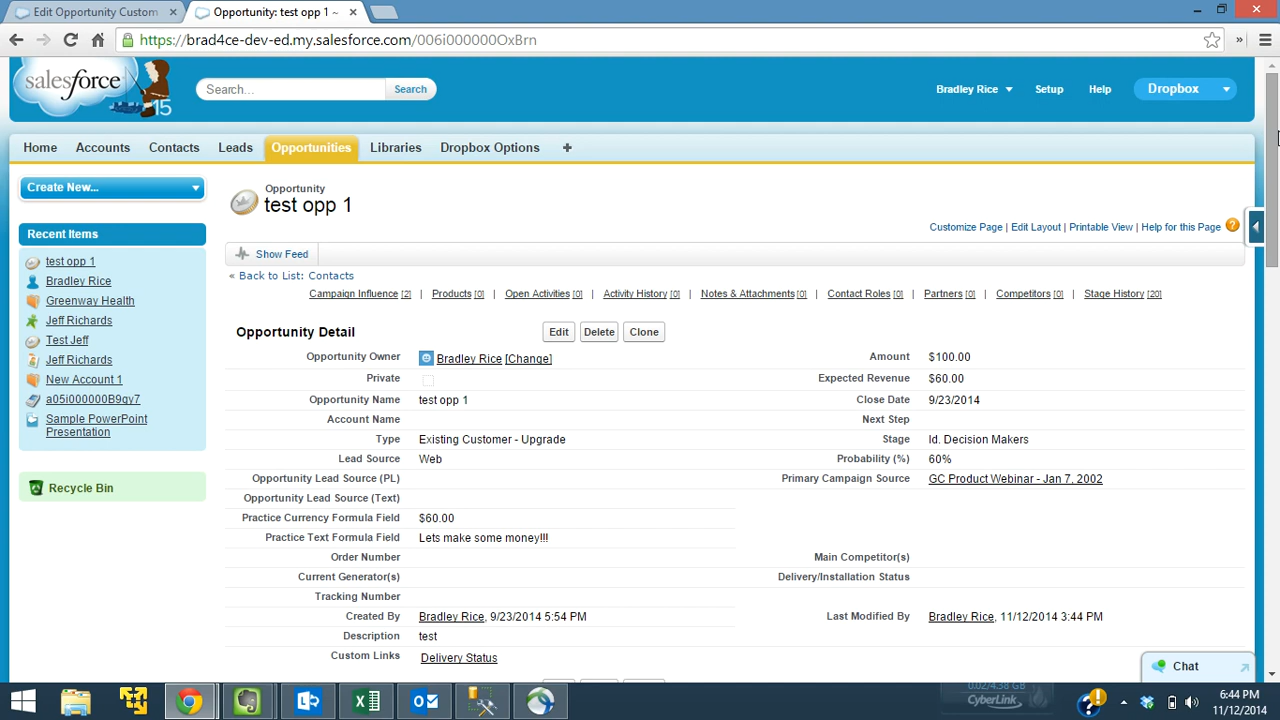 Edit Opportunity Custom
Opportunity: test opp 1 ~
https://brad4ce-dev-ed.my.salesforce.com/006i000000OxBrn
salesforce
15
Search...
Search
Bradley Rice
Setup
Help
Dropbox
Home
Accounts
Contacts
Leads
Opportunities
Libraries
Dropbox Options
+
Create New...
Recent Items
test opp 1
Bradley Rice
Greenway Health
Jeff Richards
Test Jeff
Jeff Richards
New Account 1
a05i000000B9qy7
Sample PowerPoint
Presentation
Recycle Bin
Opportunity
test opp 1
Customize Page | Edit Layout | Printable View | Help for this Page
Show Feed
« Back to List: Contacts
Campaign Influence [2] | Products [0] | Open Activities [0] | Activity History [0] | Notes & Attachments [0] | Contact Roles [0] | Partners [0] | Competitors [0] | Stage History [20]
Opportunity Detail
Edit
Delete
Clone
Opportunity Owner Bradley Rice [Change] Amount $100.00
Private Expected Revenue $60.00
Opportunity Name test opp 1 Close Date 9/23/2014
Account Name Next Step
Type Existing Customer - Upgrade Stage Id. Decision Makers
Lead Source Web Probability (%) 60%
Opportunity Lead Source (PL) Primary Campaign Source GC Product Webinar - Jan 7, 2002
Opportunity Lead Source (Text)
Practice Currency Formula Field $60.00
Practice Text Formula Field Lets make some money!!!
Order Number Main Competitor(s)
Current Generator(s) Delivery/Installation Status
Tracking Number
Created By Bradley Rice, 9/23/2014 5:54 PM Last Modified By Bradley Rice, 11/12/2014 3:44 PM
Description test
Custom Links Delivery Status
Chat
0.02/4.38 GB
CyberLink
6:44 PM
11/12/2014